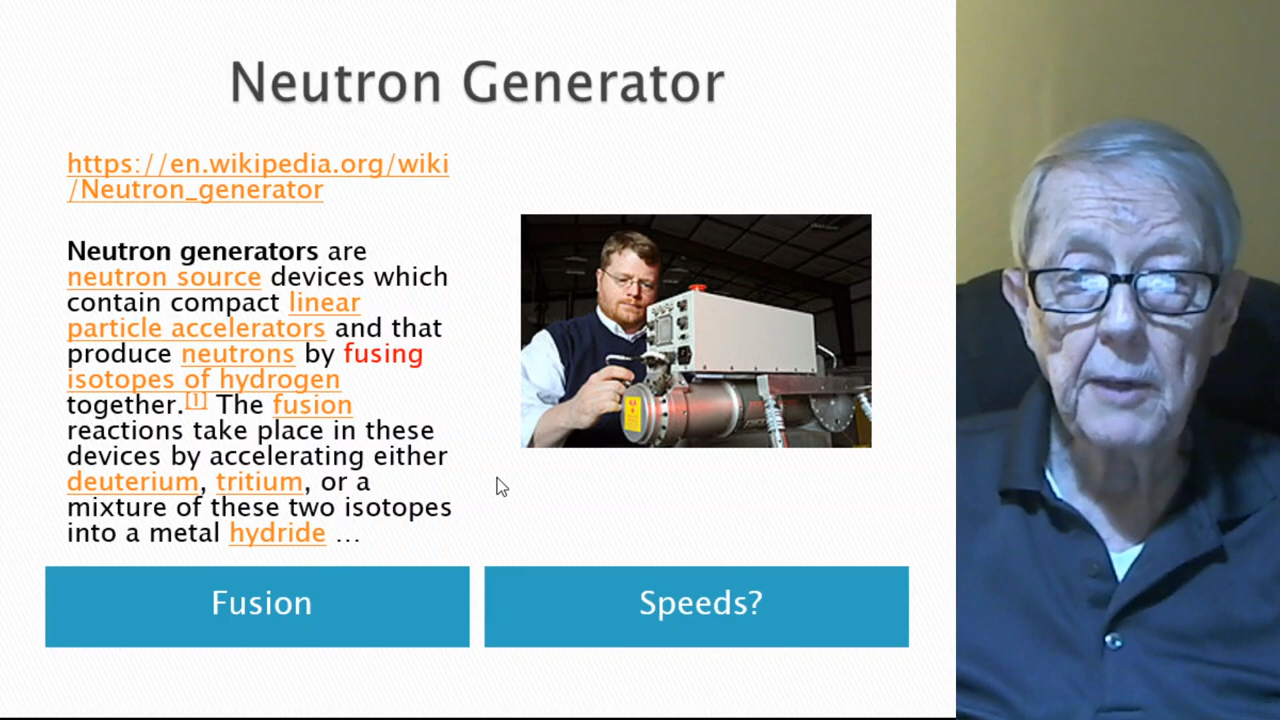 Neutron Generator
https://en.wikipedia.org/wiki
/Neutron_generator
Neutron generators are
neutron source devices which
contain compact linear
particle accelerators and that
produce neutrons by fusing
isotopes of hydrogen
together.[1] The fusion
reactions take place in these
devices by accelerating either
deuterium, tritium, or a
mixture of these two isotopes
into a metal hydride …
Fusion
Speeds?